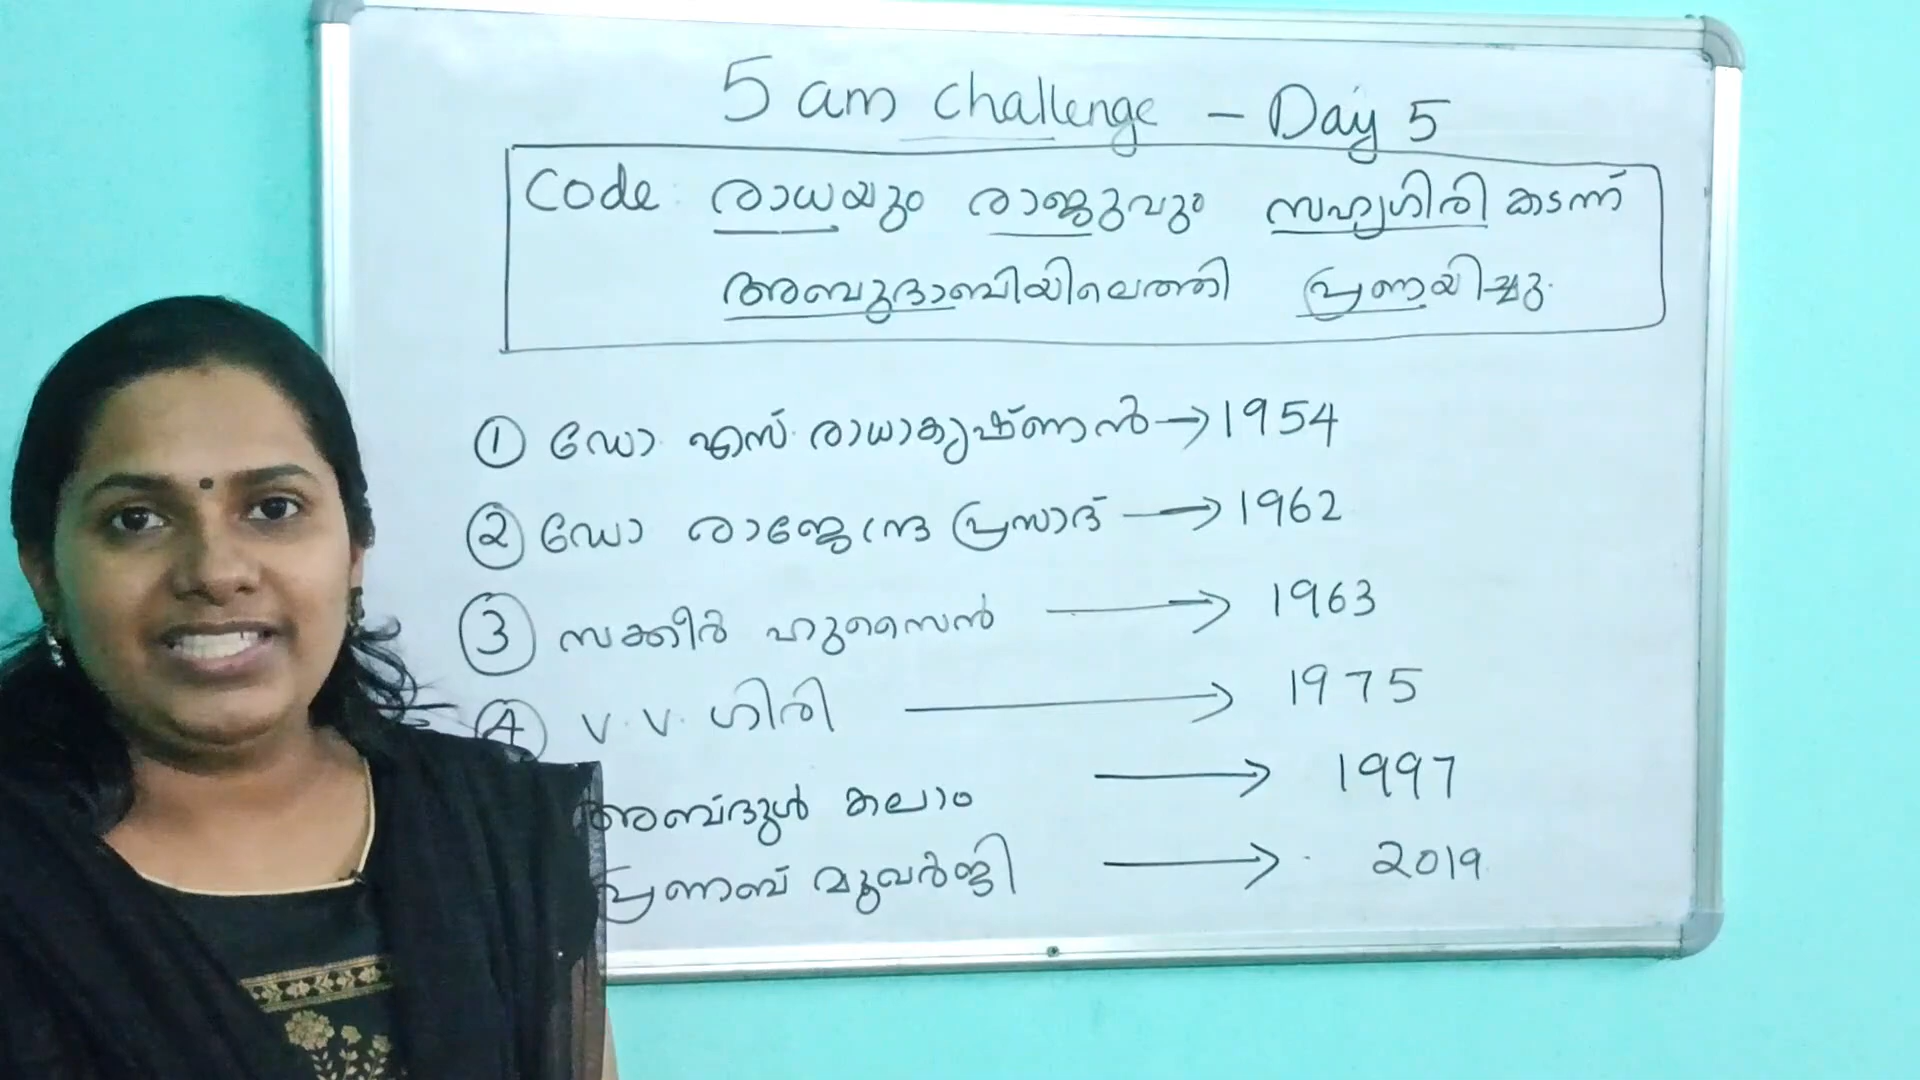 5 am challenge - Day 5
Code: രാധയും രാജുവും സഹ്യഗിരി കടന്ന്
അബുദാബിയിലെത്തി പ്രണയിച്ചു.
① ഡോ. എസ്. രാധാകൃഷ്ണൻ → 1954
② ഡോ രാജേന്ദ്ര പ്രസാദ് → 1962
③ സക്കീർ ഹുസൈൻ → 1963
④ V. V. ഗിരി → 1975
അബ്ദുൾ കലാം → 1997
പ്രണബ് മുഖർജി → 2019